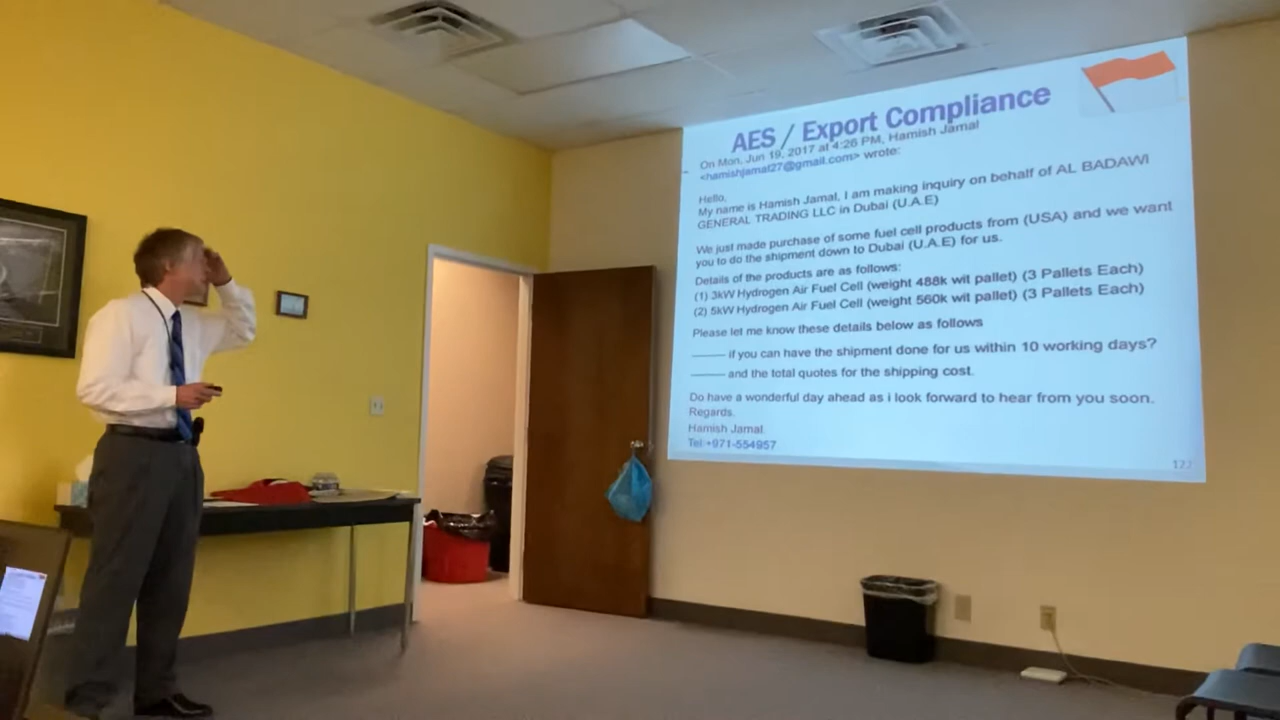 AES / Export Compliance
On Mon, Jun 19, 2017 at 4:26 PM, Hamish Jamal
<hamishjamal27@gmail.com> wrote:
Hello,
My name is Hamish Jamal, I am making inquiry on behalf of AL BADAWI
GENERAL TRADING LLC in Dubai (U.A.E)
We just made purchase of some fuel cell products from (USA) and we want
you to do the shipment down to Dubai (U.A.E) for us.
Details of the products are as follows:
(1) 3kW Hydrogen Air Fuel Cell (weight 488k wit pallet) (3 Pallets Each)
(2) 5kW Hydrogen Air Fuel Cell (weight 560k wit pallet) (3 Pallets Each)
Please let me know these details below as follows
——— if you can have the shipment done for us within 10 working days?
——— and the total quotes for the shipping cost.
Do have a wonderful day ahead as i look forward to hear from you soon.
Regards.
Hamish Jamal.
Tel:+971-554957